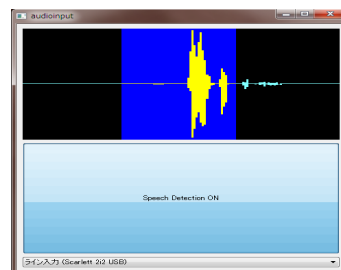 audioinput
Speech Detection ON
ライン入力 (Scarlett 2i2 USB)